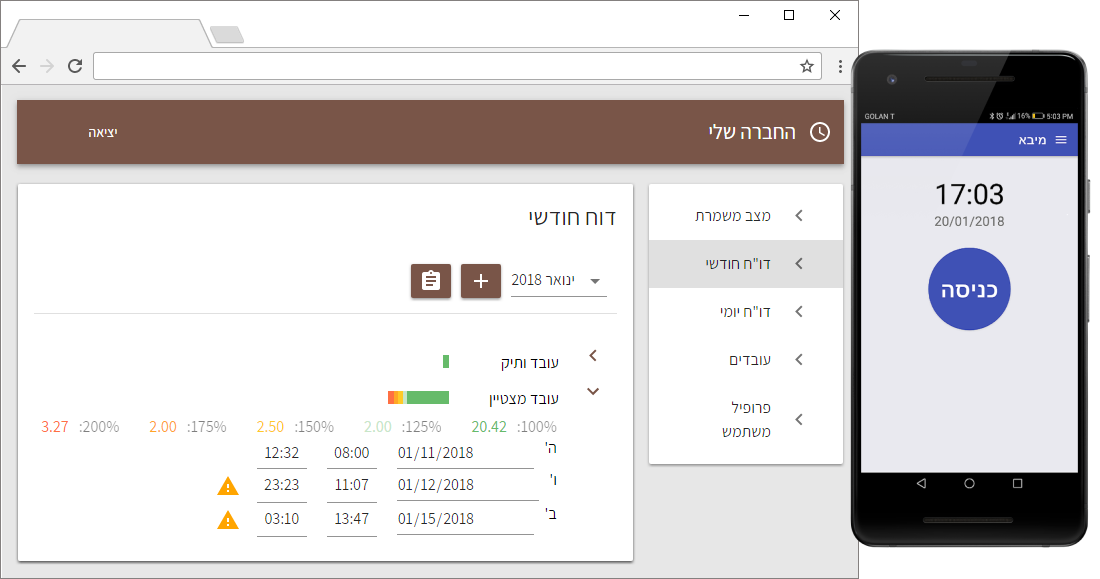 החברה שלי
יציאה
מצב משמרת
דו"ח חודשי
דו"ח יומי
עובדים
פרופיל
משתמש
דוח חודשי
ינואר 2018
עובד ותיק
עובד מצטיין
100%: 20.42 125%: 2.00 150%: 2.50 175%: 2.00 200%: 3.27
ה' 01/11/2018 08:00 12:32
ו' 01/12/2018 11:07 23:23
ב' 01/15/2018 13:47 03:10
GOLAN T 16% 5:03 PM
מיבא
17:03
20/01/2018
כניסה